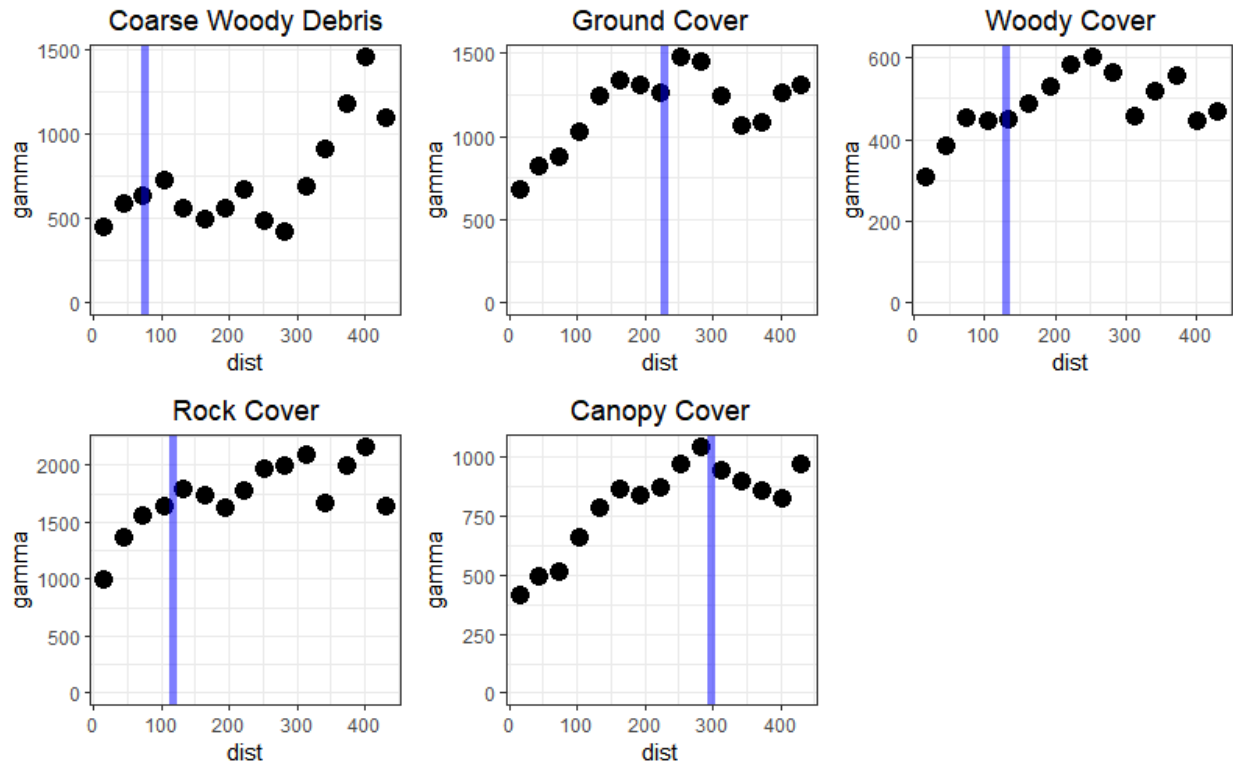 Coarse Woody Debris
1500
1000
500
0
gamma
0 100 200 300 400
dist
Ground Cover
1500
1000
500
0
gamma
0 100 200 300 400
dist
Woody Cover
600
400
200
0
gamma
0 100 200 300 400
dist
Rock Cover
2000
1500
1000
500
0
gamma
0 100 200 300 400
dist
Canopy Cover
1000
750
500
250
0
gamma
0 100 200 300 400
dist